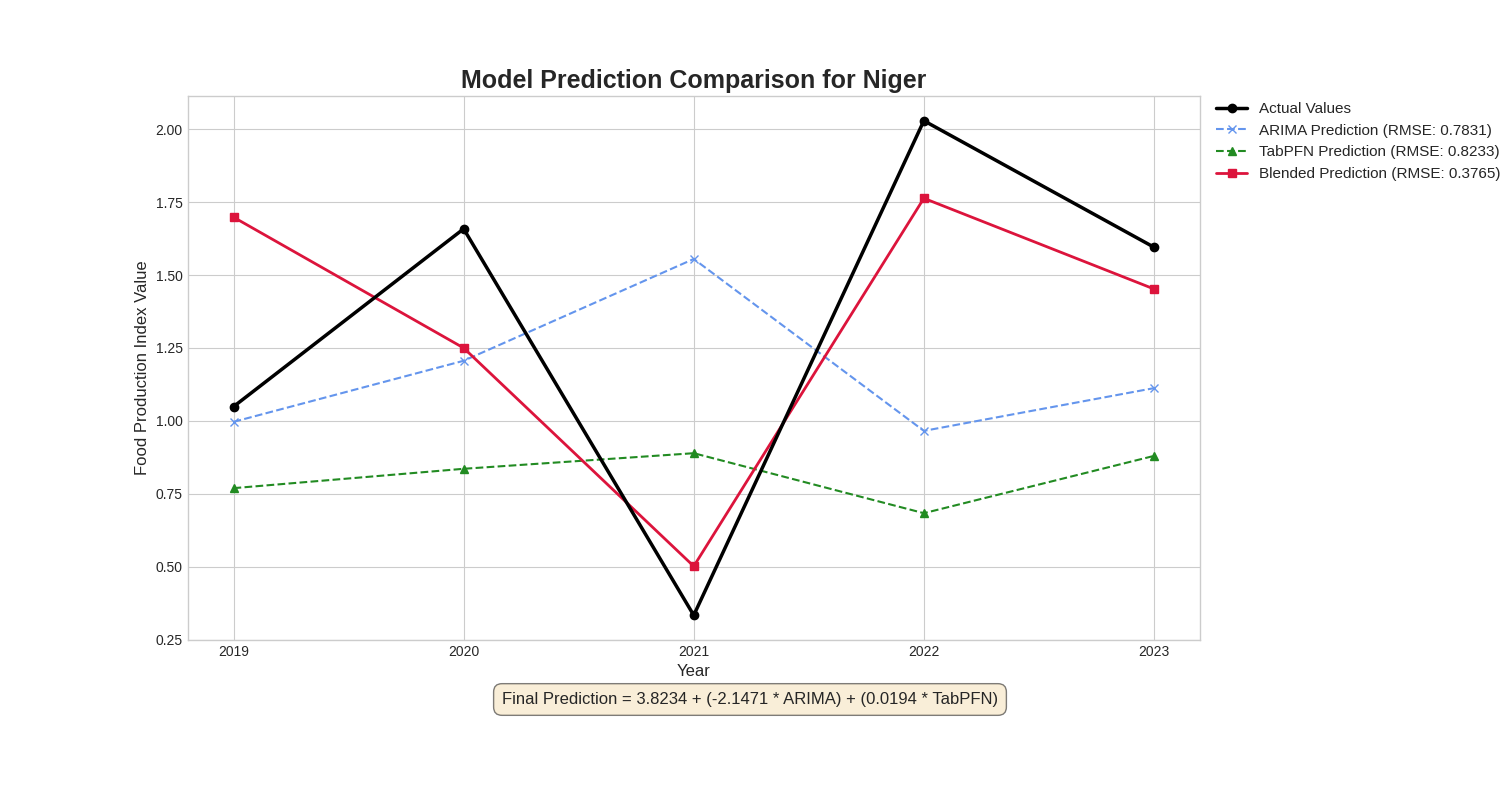 Model Prediction Comparison for Niger
Actual Values
ARIMA Prediction (RMSE: 0.7831)
TabPFN Prediction (RMSE: 0.8233)
Blended Prediction (RMSE: 0.3765)
Food Production Index Value
2.00
1.75
1.50
1.25
1.00
0.75
0.50
0.25
2019 2020 2021 2022 2023
Year
Final Prediction = 3.8234 + (-2.1471 * ARIMA) + (0.0194 * TabPFN)